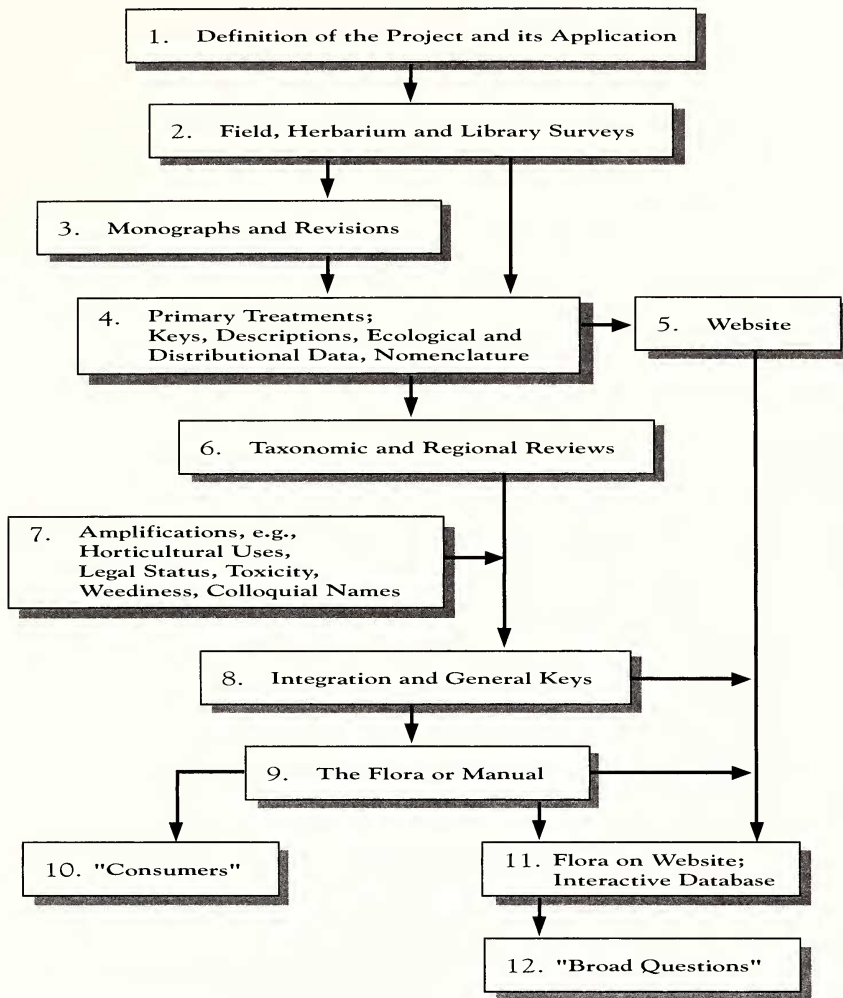 1. Definition of the Project and its Application
2. Field, Herbarium and Library Surveys
3. Monographs and Revisions
4. Primary Treatments;
Keys, Descriptions, Ecological and
Distributional Data, Nomenclature
5. Website
6. Taxonomic and Regional Reviews
7. Amplifications, e.g.,
Horticultural Uses,
Legal Status, Toxicity,
Weediness, Colloquial Names
8. Integration and General Keys
9. The Flora or Manual
10. "Consumers"
11. Flora on Website;
Interactive Database
12. "Broad Questions"